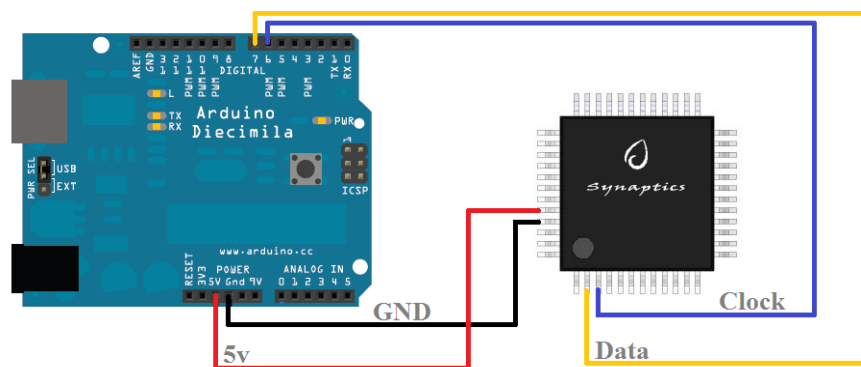 AREF
GND
13
12
11
10
9
8
7
6
5
4
3
2
1
0
PWM
PWM
PWM
DIGITAL
PWM
PWM
PWM
TX
RX
L
TX
RX
Arduino
Diecimila
PWR
1
ICSP
PWR SEL
USB
EXT
www.arduino.cc
POWER
ANALOG IN
RESET
3V3
5V
Gnd
9V
0 1 2 3 4 5
Synaptics
GND
Clock
5v
Data